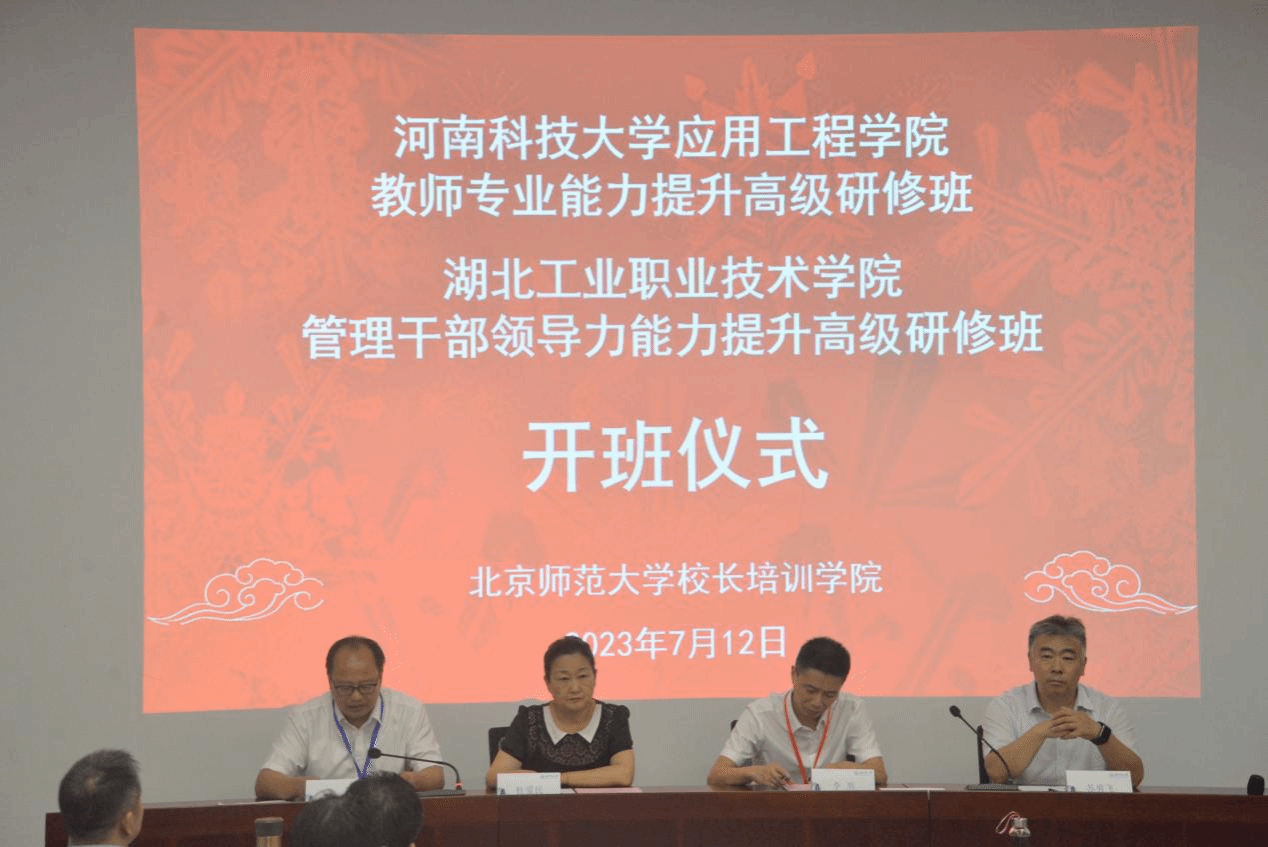 河南科技大学应用工程学院
教师专业能力提升高级研修班
湖北工业职业技术学院
管理干部领导力能力提升高级研修班
开班仪式
北京师范大学校长培训学院
2023年7月12日